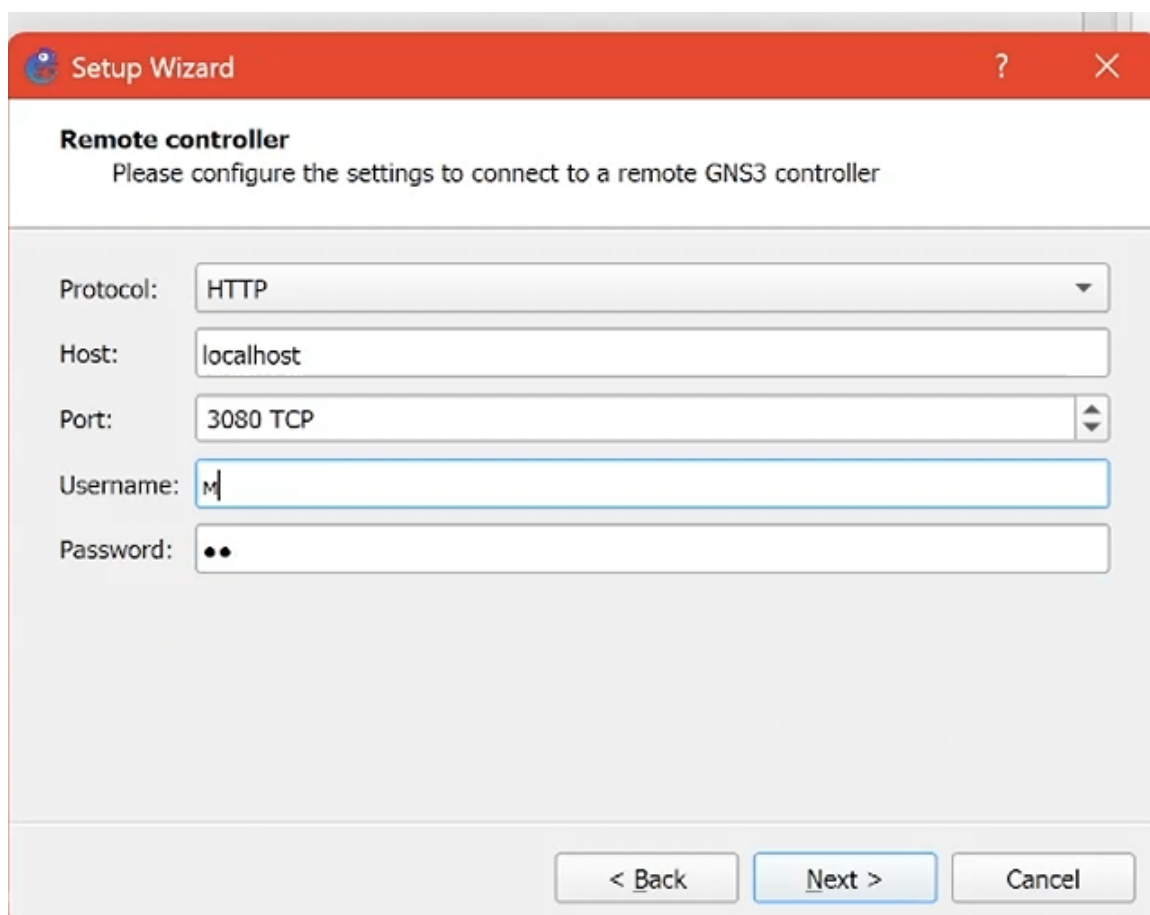 Setup Wizard ? ×
Remote controller
Please configure the settings to connect to a remote GNS3 controller
Protocol: HTTP
Host: localhost
Port: 3080 TCP
Username: м
Password: ●●
< Back Next > Cancel